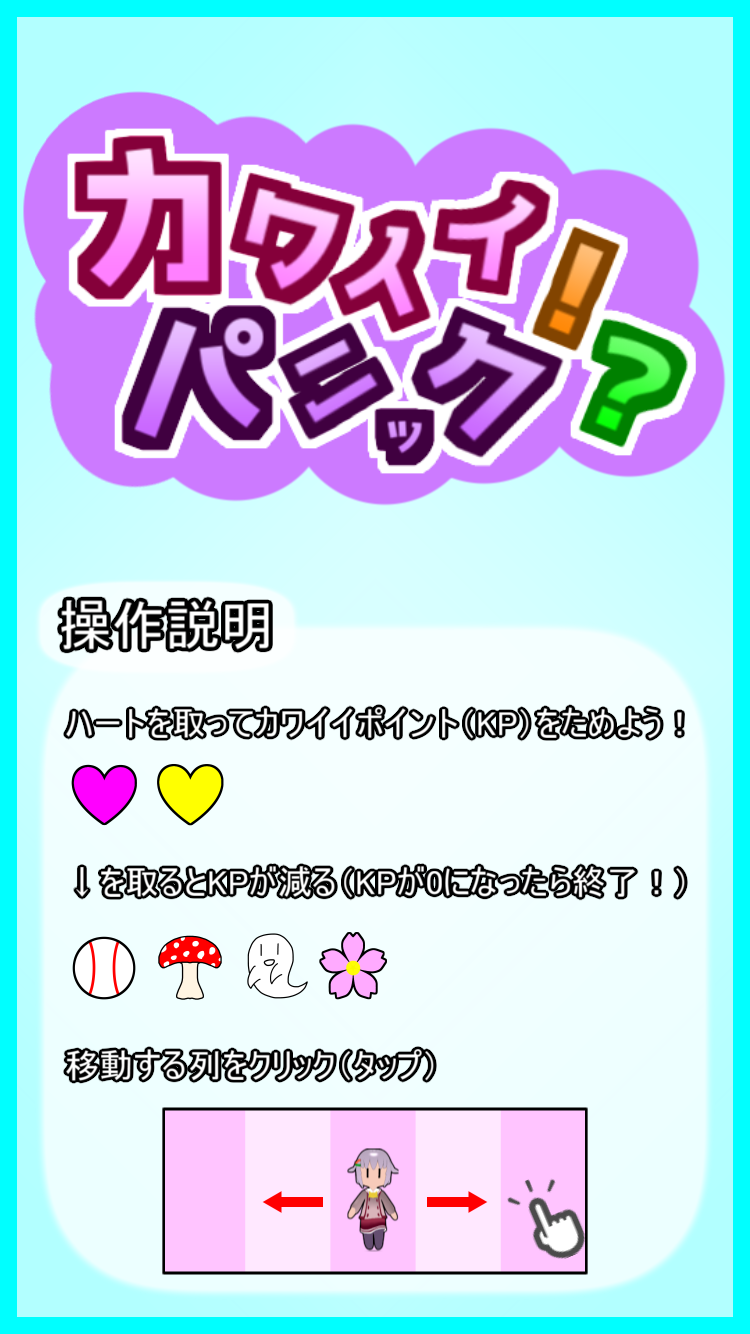 カワイイ!
パニック?
操作説明
ハートを取ってカワイイポイント(KP)をためよう！
↓を取るとKPが減る(KPが0になったら終了！)
移動する列をクリック(タップ)